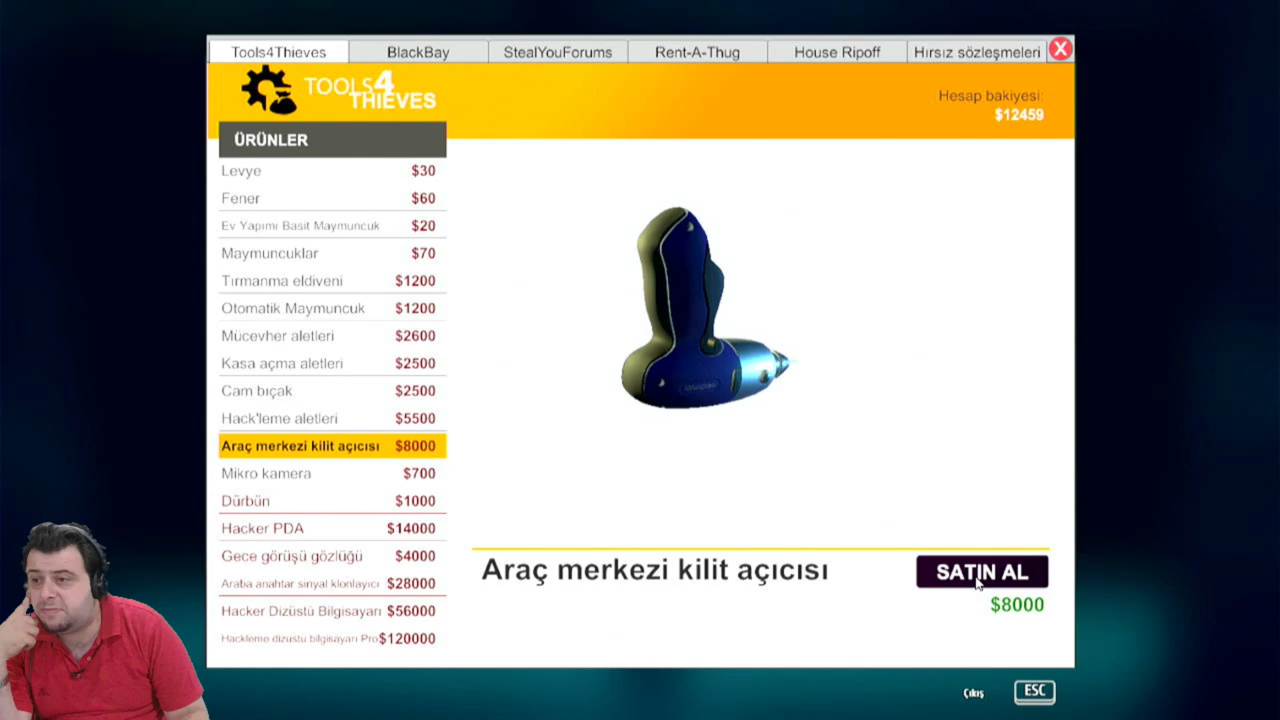 Tools4Thieves
BlackBay
StealYouForums
Rent-A-Thug
House Ripoff
Hırsız sözleşmeleri
X
TOOLS4
THIEVES
Hesap bakiyesi:
$12459
ÜRÜNLER
Levye $30
Fener $60
Ev Yapımı Basit Maymuncuk $20
Maymuncuklar $70
Tırmanma eldiveni $1200
Otomatik Maymuncuk $1200
Mücevher aletleri $2600
Kasa açma aletleri $2500
Cam bıçak $2500
Hack'leme aletleri $5500
Araç merkezi kilit açıcısı $8000
Mikro kamera $700
Dürbün $1000
Hacker PDA $14000
Gece görüşü gözlüğü $4000
Araba anahtar sinyal klonlayıcı $28000
Hacker Dizüstü Bilgisayarı $56000
Hackleme dizüstü bilgisayarı Pro $120000
Araç merkezi kilit açıcısı
SATIN AL
$8000
Çıkış ESC